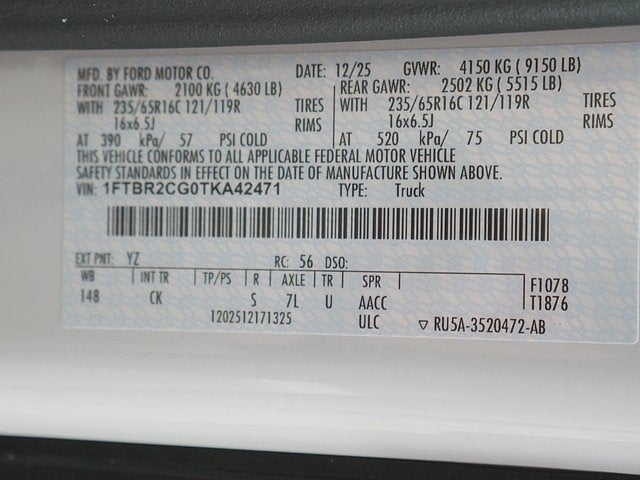 MFD. BY FORD MOTOR CO. DATE: 12/25 GVWR: 4150 KG ( 9150 LB)
FRONT GAWR: 2100 KG ( 4630 LB) REAR GAWR: 2502 KG ( 5515 LB)
WITH 235/65R16C 121/119R TIRES WITH 235/65R16C 121/119R TIRES
16x6.5J RIMS 16x6.5J RIMS
AT 390 kPa/ 57 PSI COLD AT 520 kPa/ 75 PSI COLD
THIS VEHICLE CONFORMS TO ALL APPLICABLE FEDERAL MOTOR VEHICLE
SAFETY STANDARDS IN EFFECT ON THE DATE OF MANUFACTURE SHOWN ABOVE.
VIN: 1FTBR2CG0TKA42471 TYPE: Truck
EXT PNT: YZ RC: 56 DSO:
WB INT TR TP/PS R AXLE TR SPR F1078
148 CK S 7L U AACC T1876
1202512171325 ULC ▽ RU5A-3520472-AB